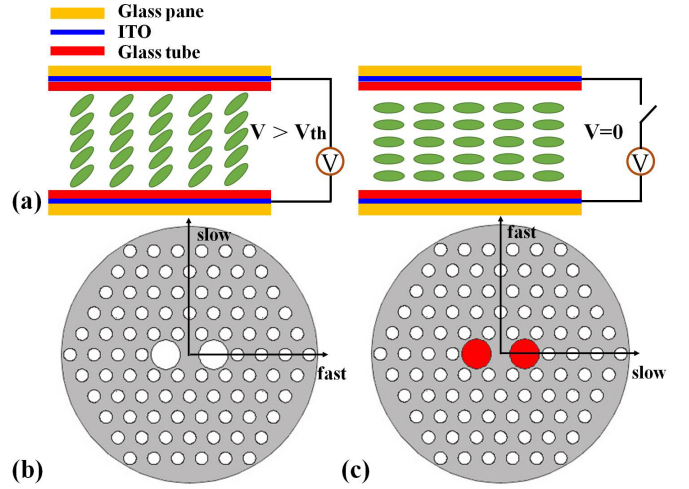 Glass pane
ITO
Glass tube
V > Vth
V
V=0
V
(a)
slow
fast
fast
slow
(b)
(c)